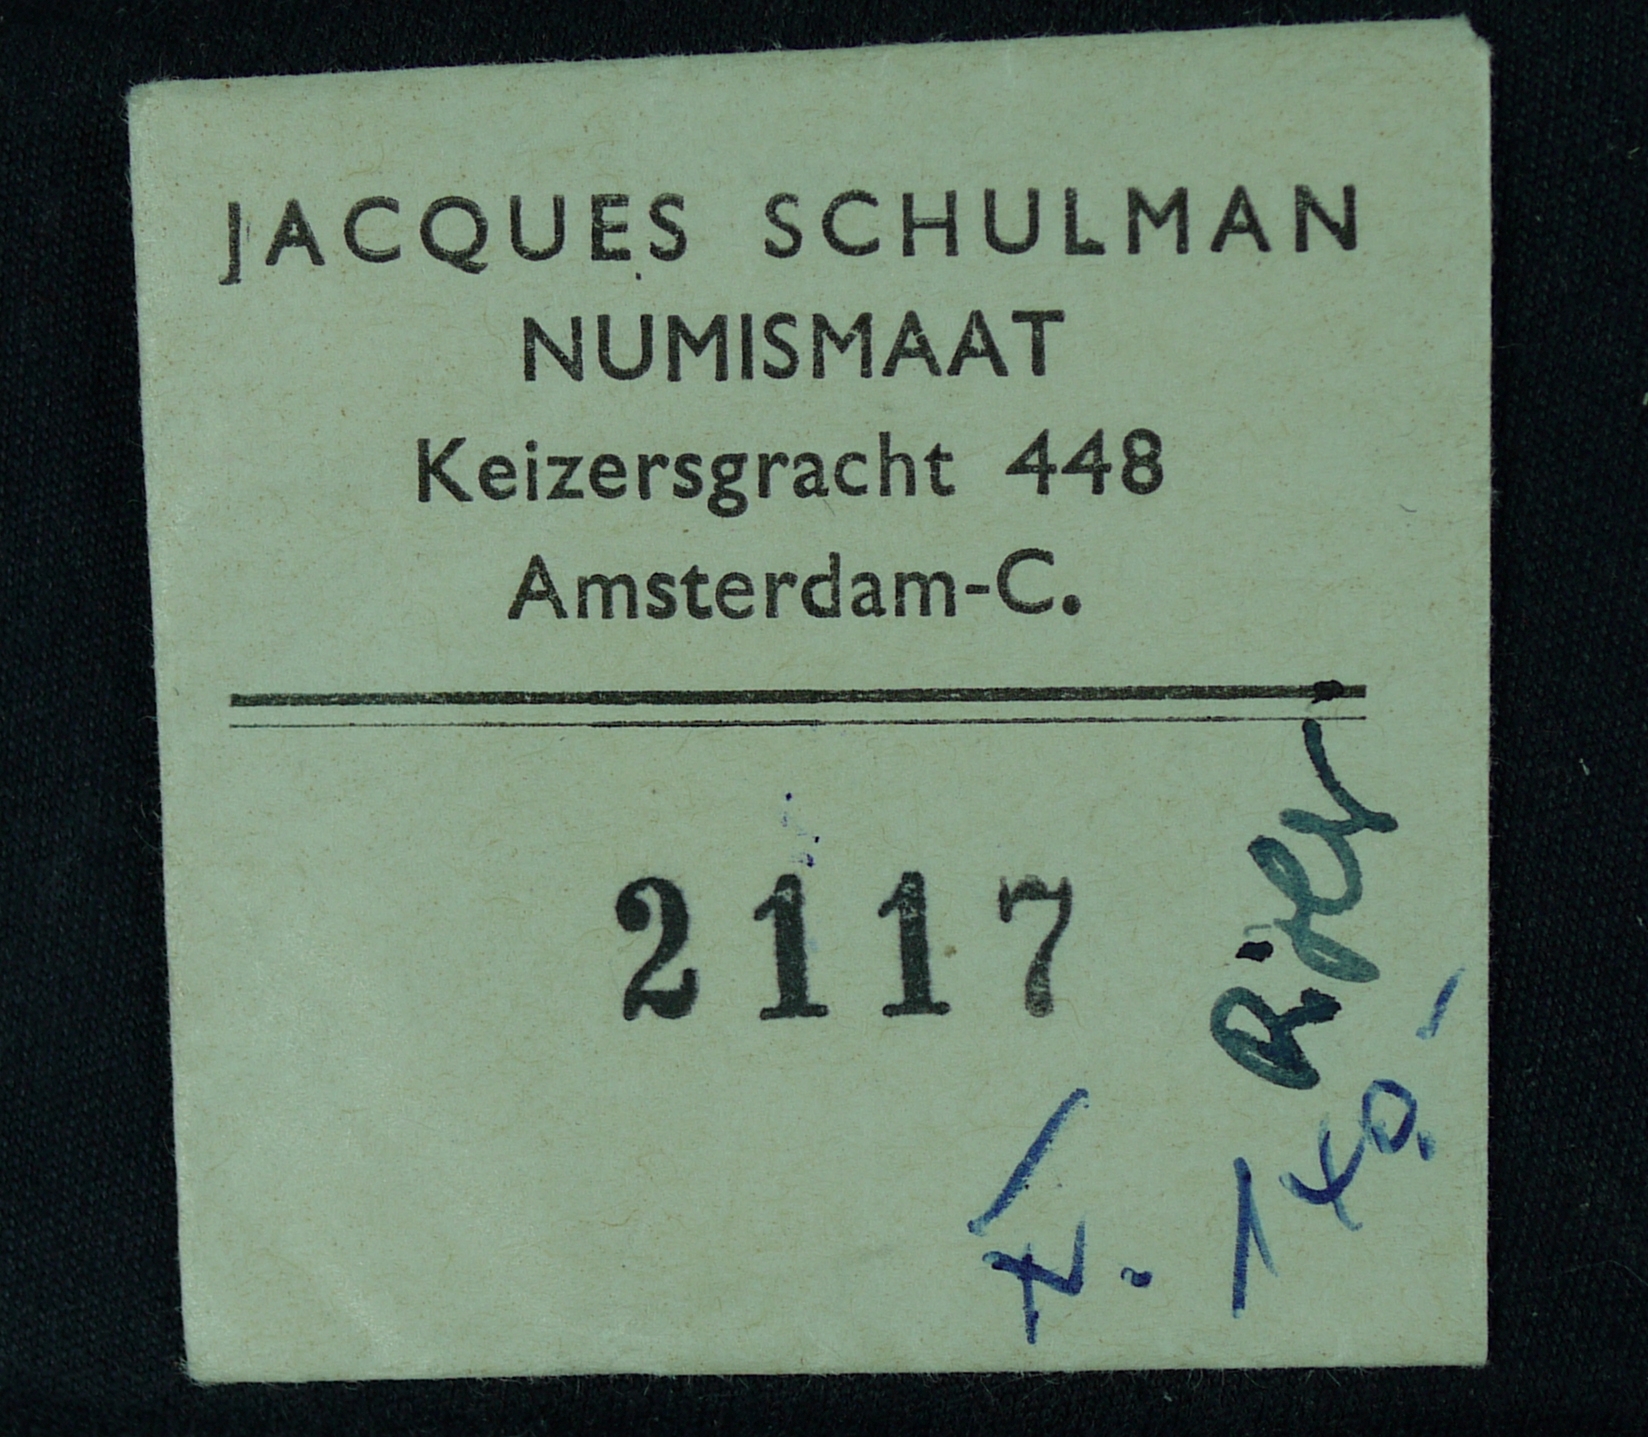 JACQUES SCHULMAN
NUMISMAAT
Keizersgracht 448
Amsterdam-C.
2117
140.-